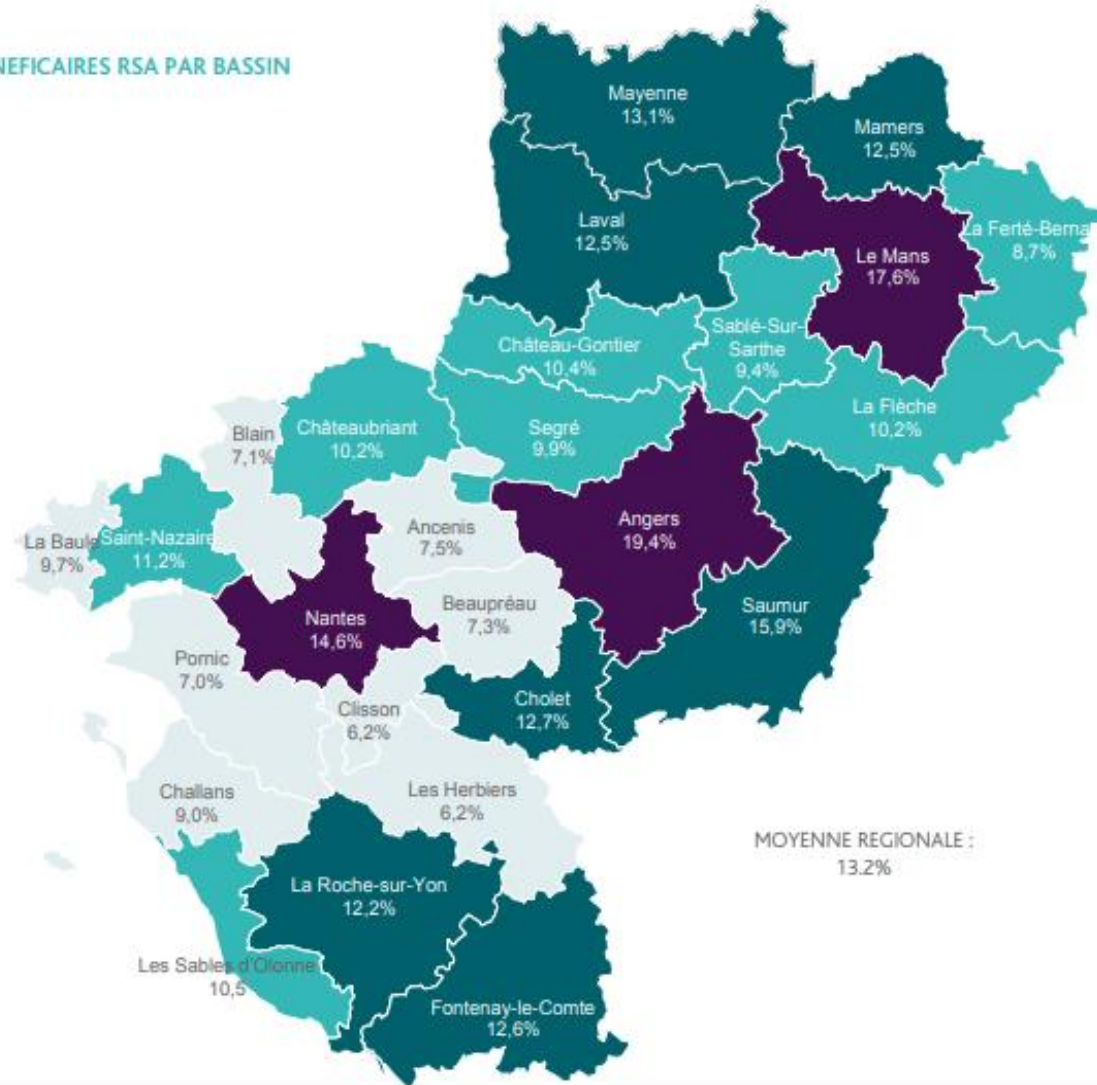 NEFICAIRES RSA PAR BASSIN
Mayenne
13,1%
Mamers
12,5%
Laval
12,5%
Le Mans
17,6%
La Ferté-Berna
8,7%
Château-Gontier
10,4%
Sablé-Sur-
Sarthe
9,4%
La Flèche
10,2%
Blain
7,1%
Châteaubriant
10,2%
Segré
9,9%
La Baule
9,7%
Saint-Nazaire
11,2%
Ancenis
7,5%
Angers
19,4%
Nantes
14,6%
Beaupréau
7,3%
Saumur
15,9%
Pornic
7,0%
Clisson
6,2%
Cholet
12,7%
Challans
9,0%
Les Herbiers
6,2%
MOYENNE REGIONALE :
13.2%
La Roche-sur-Yon
12,2%
Les Sables d'Olonne
10,5
Fontenay-le-Comte
12,6%